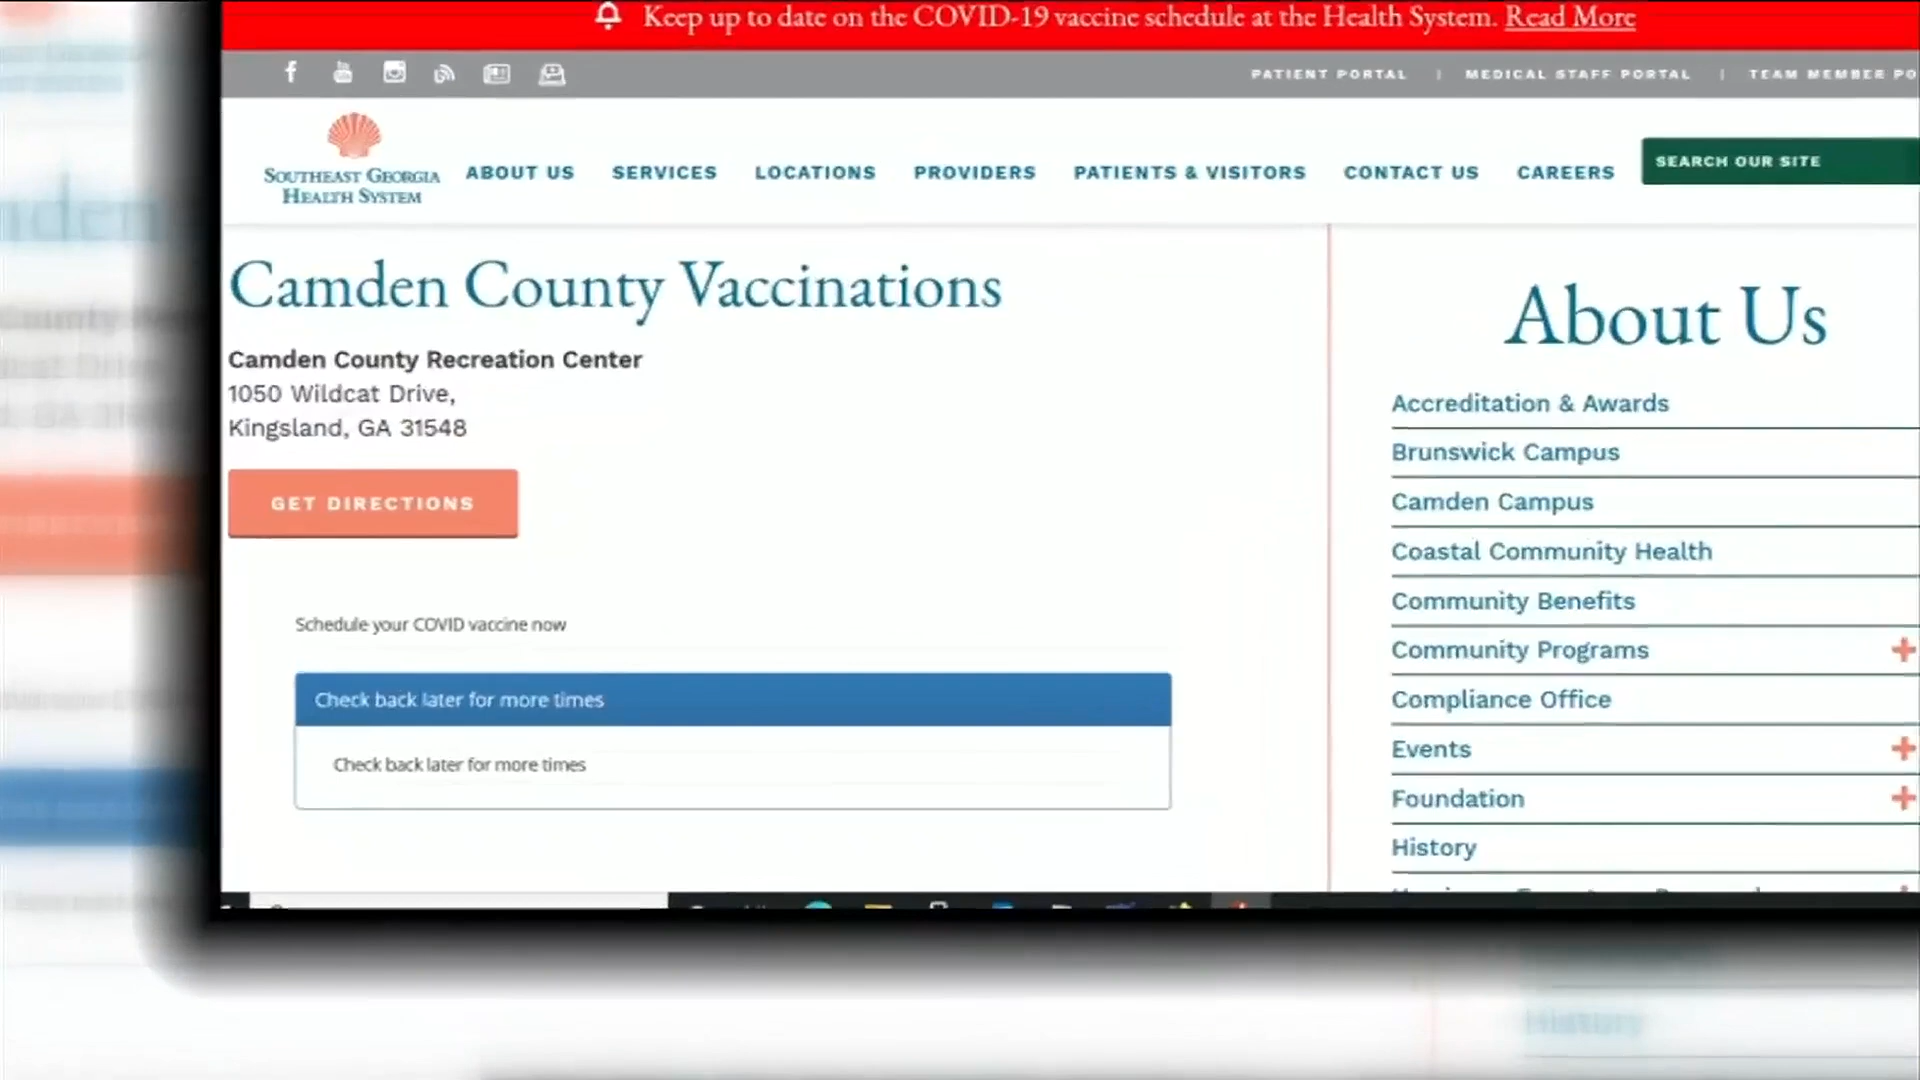 Keep up to date on the COVID-19 vaccine schedule at the Health System. Read More
PATIENT PORTAL | MEDICAL STAFF PORTAL | TEAM MEMBER PO
SOUTHEAST GEORGIA
HEALTH SYSTEM
ABOUT US SERVICES LOCATIONS PROVIDERS PATIENTS & VISITORS CONTACT US CAREERS
SEARCH OUR SITE
Camden County Vaccinations
Camden County Recreation Center
1050 Wildcat Drive,
Kingsland, GA 31548
GET DIRECTIONS
Schedule your COVID vaccine now
Check back later for more times
Check back later for more times
About Us
Accreditation & Awards
Brunswick Campus
Camden Campus
Coastal Community Health
Community Benefits
Community Programs
Compliance Office
Events
Foundation
History